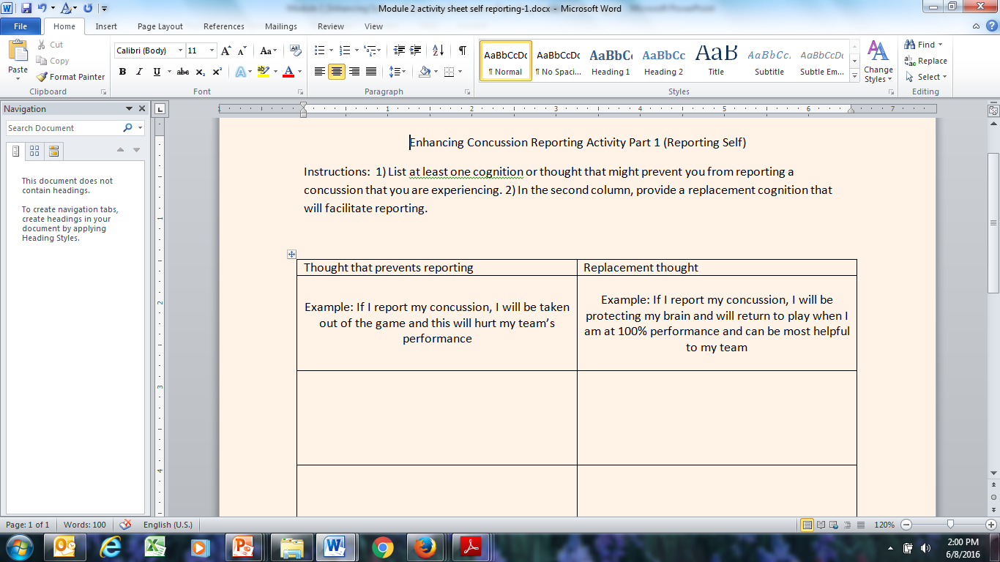 Module 2 activity sheet self reporting-1.docx - Microsoft Word
File Home Insert Page Layout References Mailings Review View
Paste
Cut
Copy
Format Painter
Clipboard
Calibri (Body) 11
Font
Paragraph
AaBbCcDc AaBbCcDc AaBbCc AaBbCc AaB AaBbCc. AaBbCcDc
¶ Normal ¶ No Spaci... Heading 1 Heading 2 Title Subtitle Subtle Em...
Styles
Change Styles
Find
Replace
Select
Editing
Navigation
Search Document
This document does not
contain headings.
To create navigation tabs,
create headings in your
document by applying
Heading Styles.
Enhancing Concussion Reporting Activity Part 1 (Reporting Self)
Instructions: 1) List at least one cognition or thought that might prevent you from reporting a
concussion that you are experiencing. 2) In the second column, provide a replacement cognition that
will facilitate reporting.
Thought that prevents reporting
Replacement thought
Example: If I report my concussion, I will be taken
out of the game and this will hurt my team’s
performance
Example: If I report my concussion, I will be
protecting my brain and will return to play when I
am at 100% performance and can be most helpful
to my team
Page: 1 of 1 Words: 100 English (U.S.) 120%
2:00 PM
6/8/2016